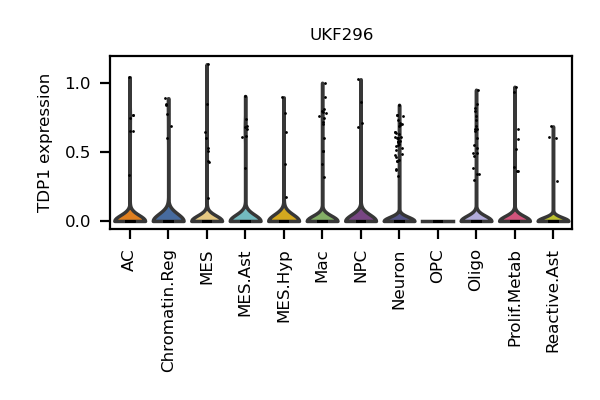 UKF296
TDP1 expression
1.0
0.5
0.0
AC
Chromatin.Reg
MES
MES.Ast
MES.Hyp
Mac
NPC
Neuron
OPC
Oligo
Prolif.Metab
Reactive.Ast